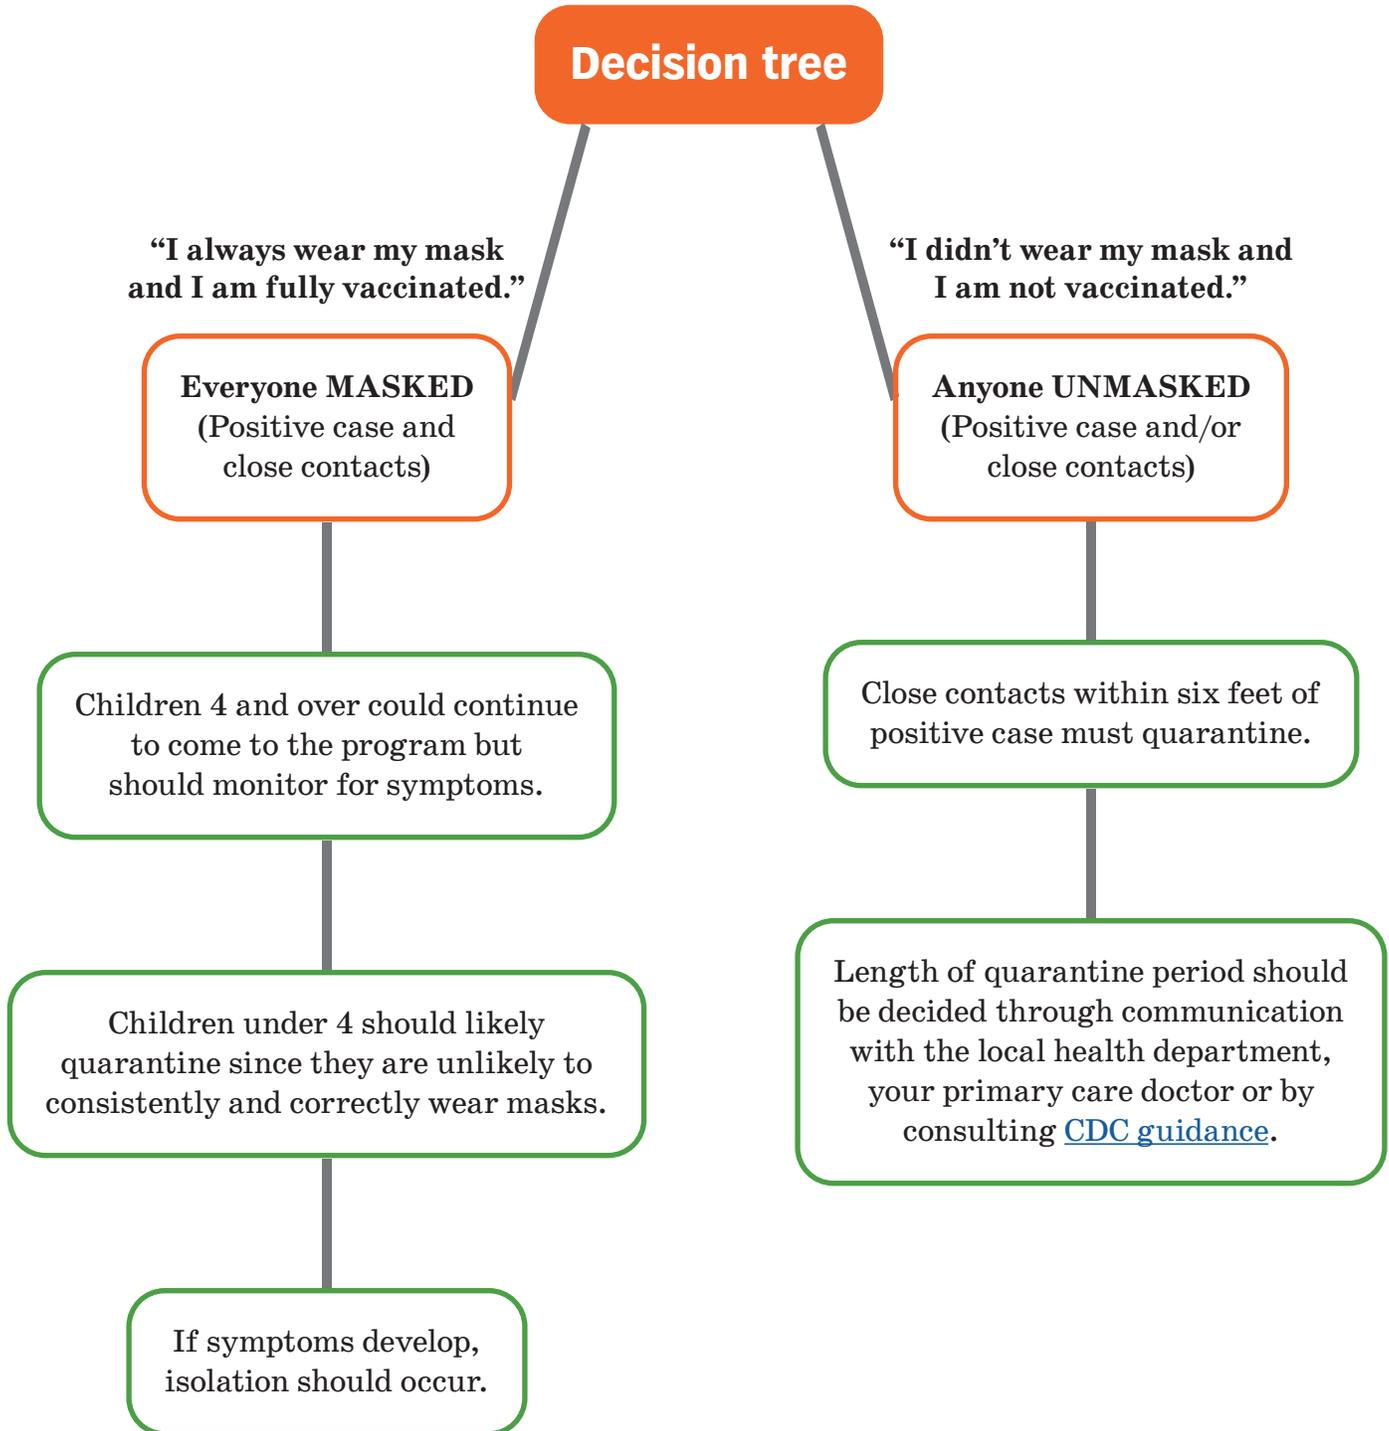 Decision tree
“I always wear my mask
and I am fully vaccinated.”
Everyone MASKED
(Positive case and
close contacts)
Children 4 and over could continue
to come to the program but
should monitor for symptoms.
Children under 4 should likely
quarantine since they are unlikely to
consistently and correctly wear masks.
If symptoms develop,
isolation should occur.
“I didn’t wear my mask and
I am not vaccinated.”
Anyone UNMASKED
(Positive case and/or
close contacts)
Close contacts within six feet of
positive case must quarantine.
Length of quarantine period should
be decided through communication
with the local health department,
your primary care doctor or by
consulting CDC guidance.